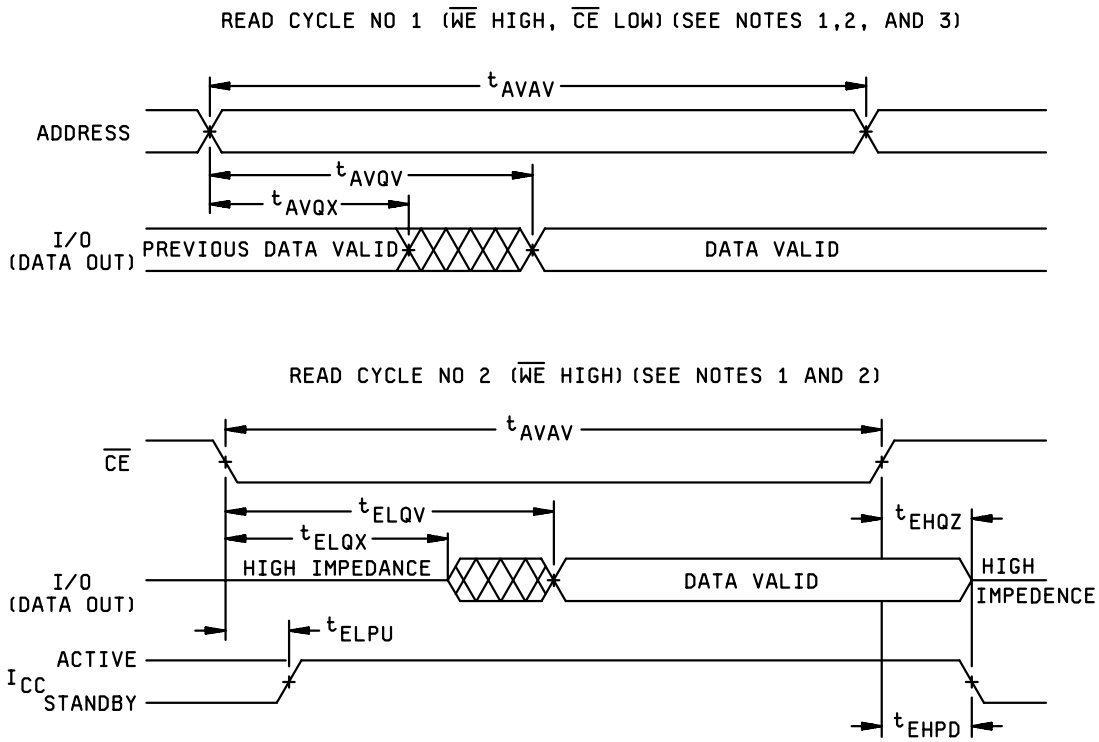 READ CYCLE NO 1 (WE HIGH, CE LOW) (SEE NOTES 1,2, AND 3)
tAVAV
ADDRESS
tAVQV
tAVQX
I/O
(DATA OUT)
PREVIOUS DATA VALID
DATA VALID
READ CYCLE NO 2 (WE HIGH) (SEE NOTES 1 AND 2)
tAVAV
CE
tELQV
tEHQZ
tELQX
HIGH IMPEDANCE
I/O
(DATA OUT)
DATA VALID
HIGH
IMPEDENCE
tELPU
ACTIVE
ICC
STANDBY
tEHPD